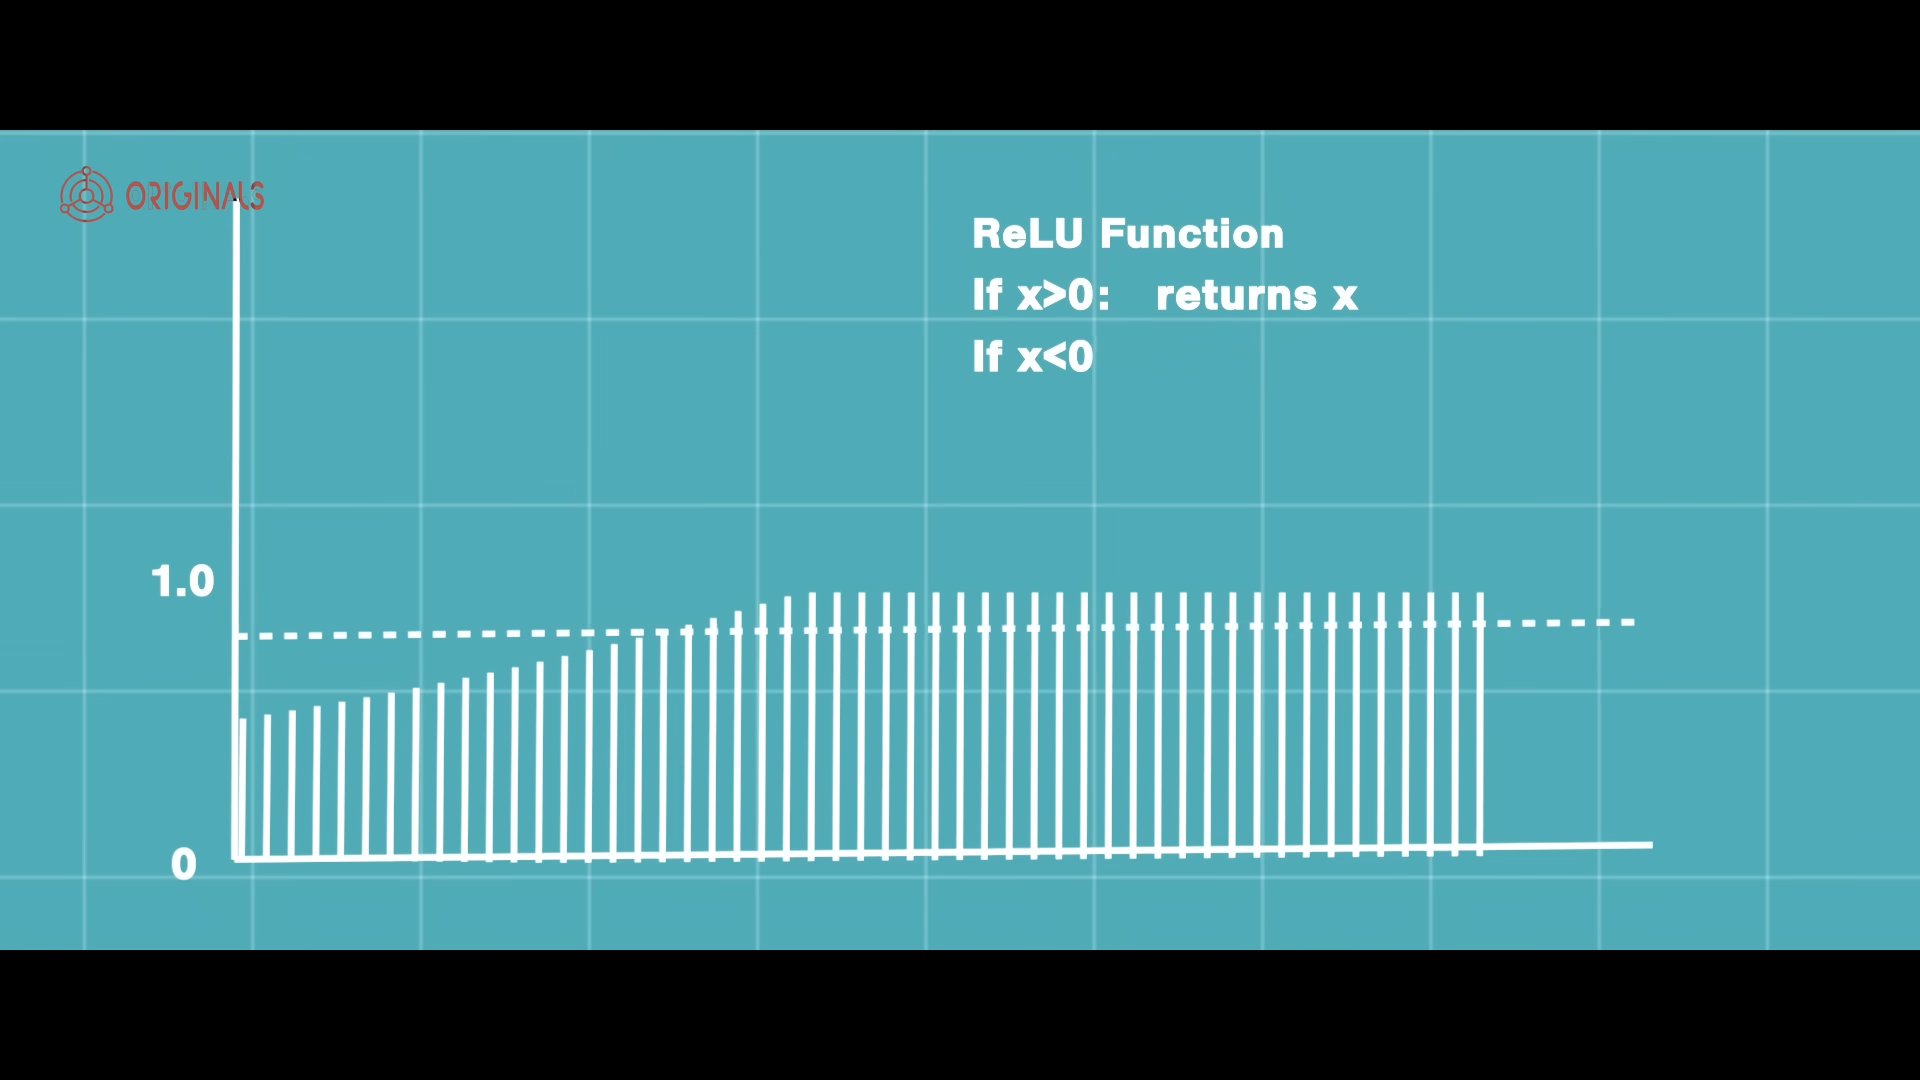 ORIGINALS
ReLU Function
If x>0: returns x
If x<0
1.0
0